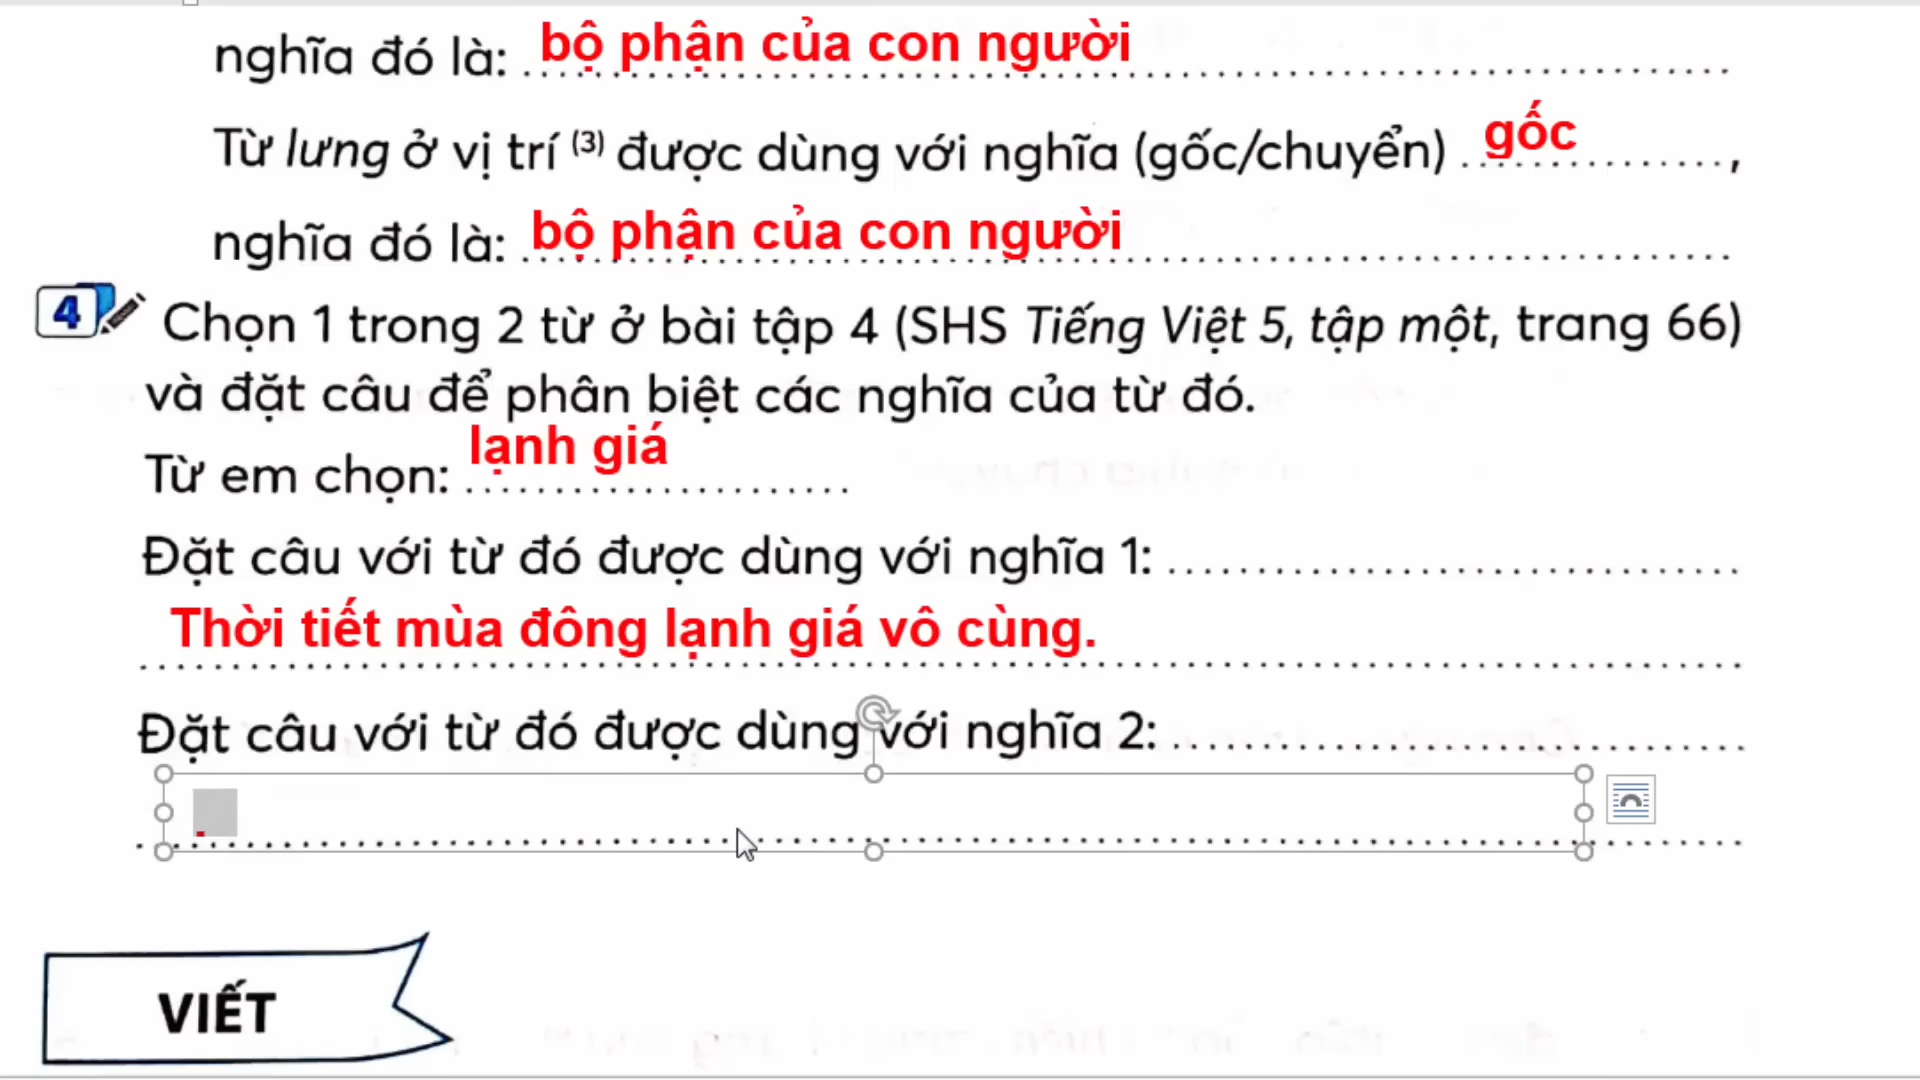 nghĩa đó là: bộ phận của con người
Từ lưng ở vị trí (3) được dùng với nghĩa (gốc/chuyển) gốc ,
nghĩa đó là: bộ phận của con người
4 Chọn 1 trong 2 từ ở bài tập 4 (SHS Tiếng Việt 5, tập một, trang 66)
và đặt câu để phân biệt các nghĩa của từ đó.
Từ em chọn: lạnh giá
Đặt câu với từ đó được dùng với nghĩa 1:
Thời tiết mùa đông lạnh giá vô cùng.
Đặt câu với từ đó được dùng với nghĩa 2:
.
VIẾT